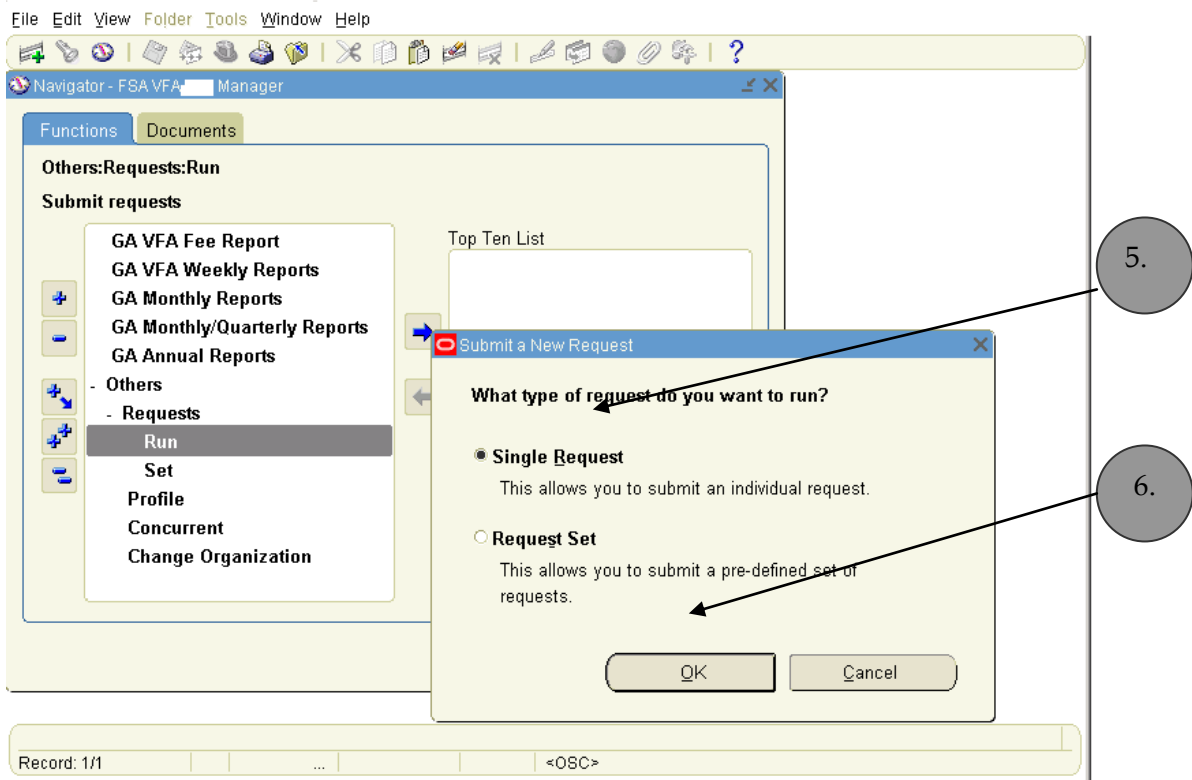 File Edit View Folder Tools Window Help
Navigator - FSA VFA Manager
Functions Documents
Others:Requests:Run
Submit requests
GA VFA Fee Report
GA VFA Weekly Reports
GA Monthly Reports
GA Monthly/Quarterly Reports
GA Annual Reports
- Others
- Requests
Run
Set
Profile
Concurrent
Change Organization
Top Ten List
5.
Submit a New Request
What type of request do you want to run?
Single Request
This allows you to submit an individual request.
6.
Request Set
This allows you to submit a pre-defined set of
requests.
OK Cancel
Record: 1/1 ... <OSC>